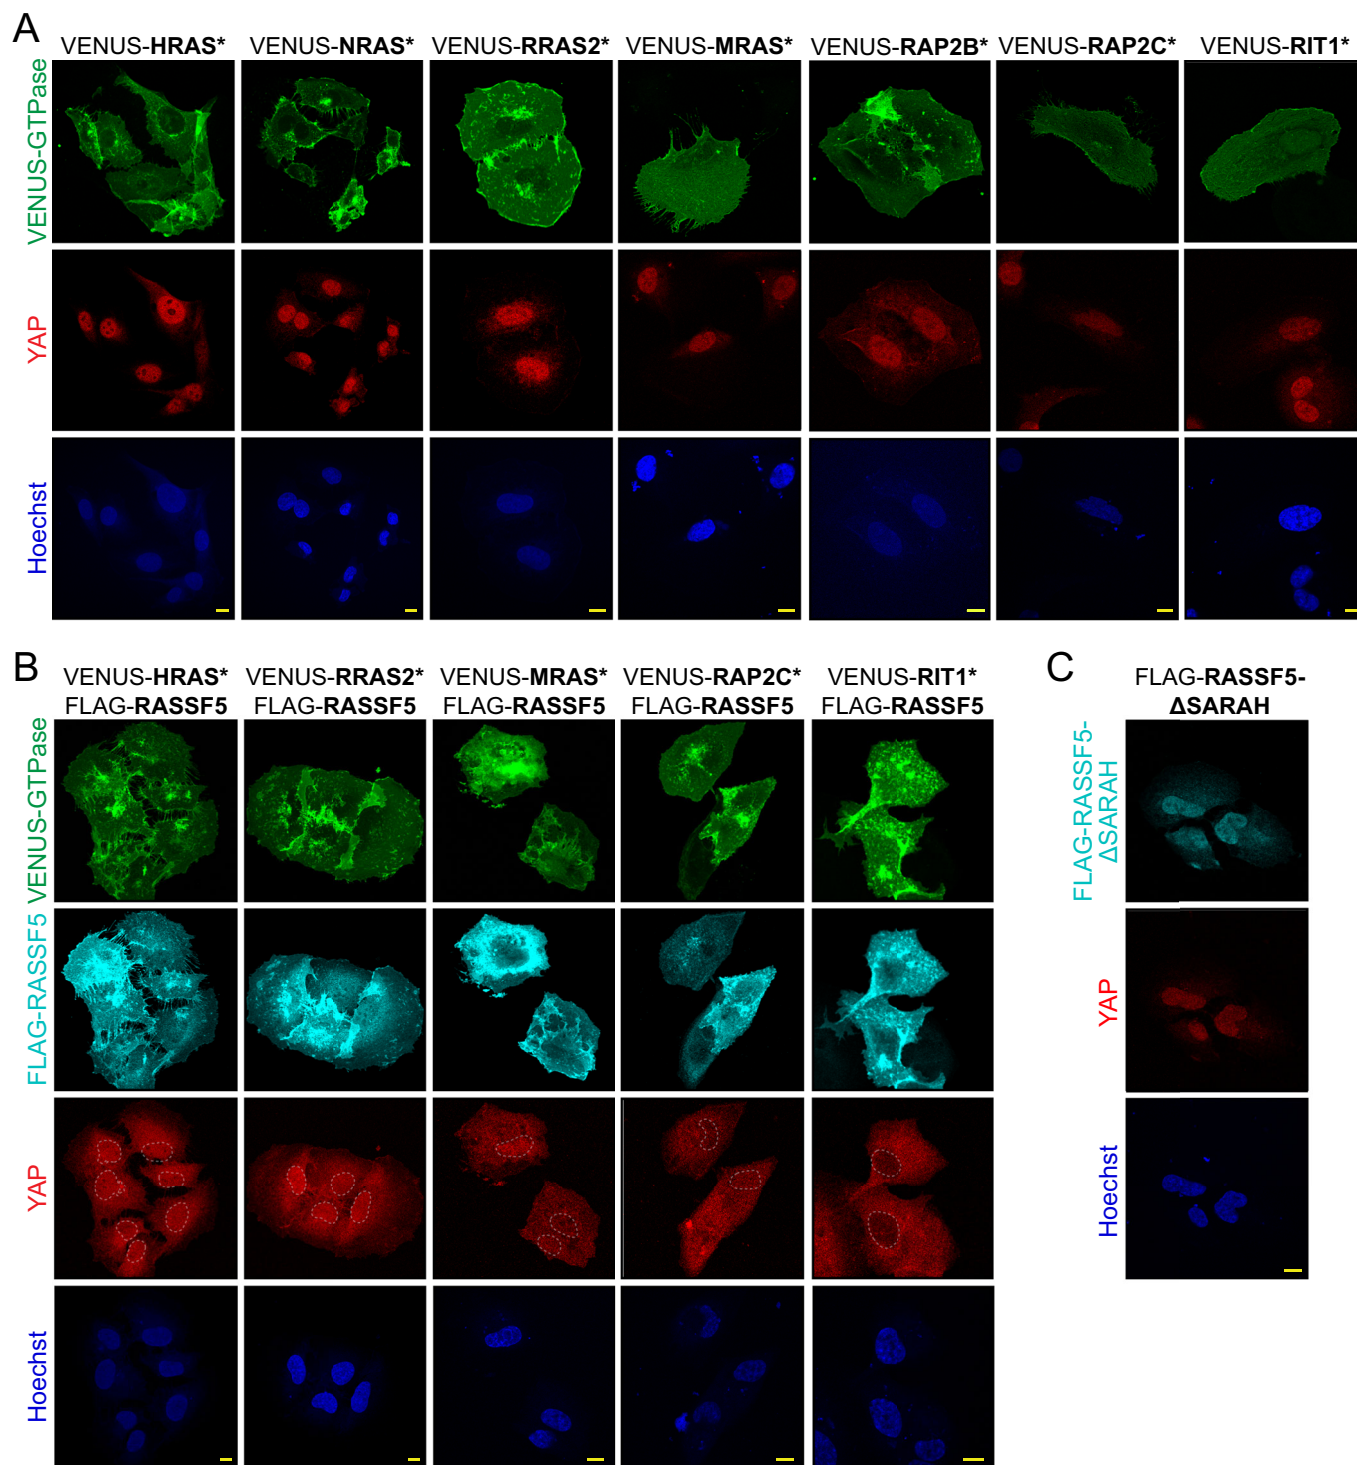 A
VENUS-HRAS*
VENUS-NRAS*
VENUS-RRAS2*
VENUS-MRAS*
VENUS-RAP2B*
VENUS-RAP2C*
VENUS-RIT1*
VENUS-GTPase
YAP
Hoechst
B
VENUS-HRAS*
FLAG-RASSF5
VENUS-RRAS2*
FLAG-RASSF5
VENUS-MRAS*
FLAG-RASSF5
VENUS-RAP2C*
FLAG-RASSF5
VENUS-RIT1*
FLAG-RASSF5
VENUS-GTPase
FLAG-RASSF5
YAP
Hoechst
C
FLAG-RASSF5-
ΔSARAH
FLAG-RASSF5-
ΔSARAH
YAP
Hoechst